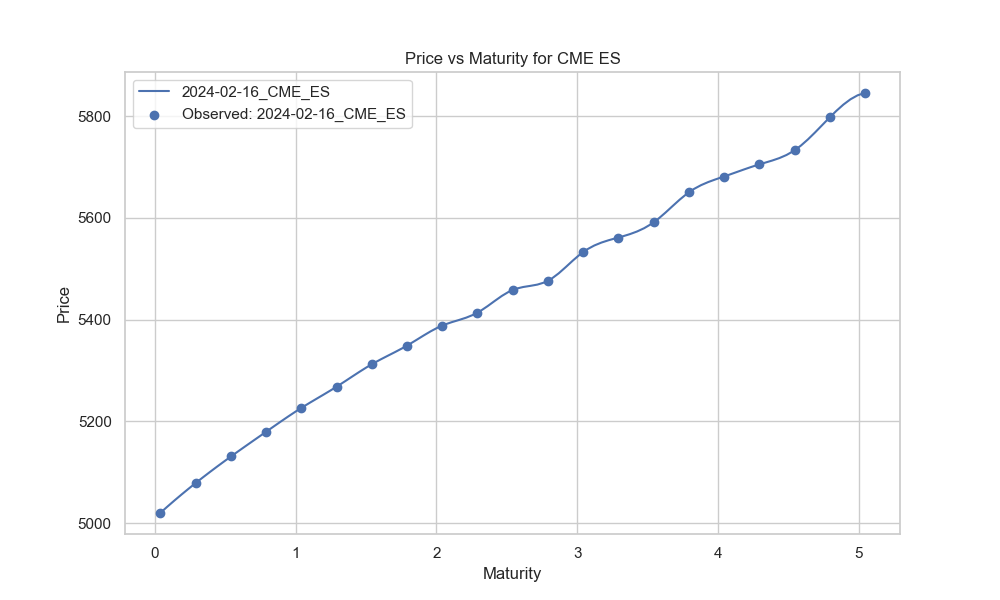 Price vs Maturity for CME ES
2024-02-16_CME_ES
Observed: 2024-02-16_CME_ES
5800
5600
5400
5200
5000
Price
0 1 2 3 4 5
Maturity